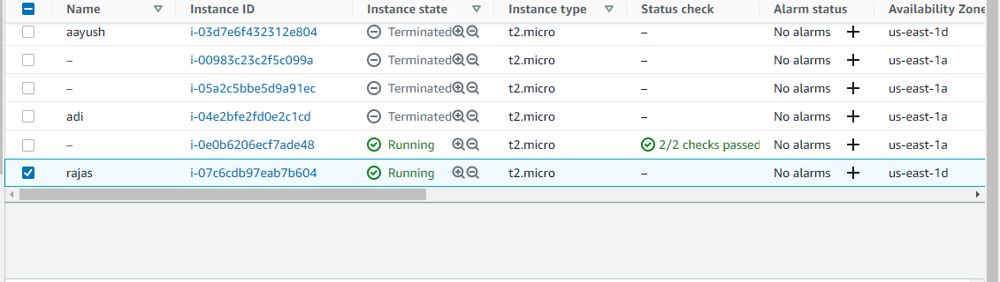 Name Instance ID Instance state Instance type Status check Alarm status Availability Zone
aayush i-03d7e6f432312e804 Terminated t2.micro – No alarms + us-east-1d
– i-00983c23c2f5c099a Terminated t2.micro – No alarms + us-east-1a
– i-05a2c5bbe5d9a91ec Terminated t2.micro – No alarms + us-east-1a
adi i-04e2bfe2fd0e2c1cd Terminated t2.micro – No alarms + us-east-1a
– i-0e0b6206ecf7ade48 Running t2.micro 2/2 checks passed No alarms + us-east-1a
rajas i-07c6cdb97eab7b604 Running t2.micro – No alarms + us-east-1d